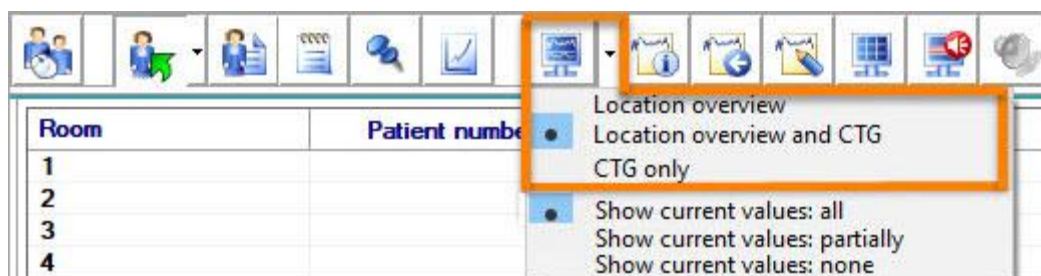 Location overview
Room Patient numbe Location overview and CTG
1 CTG only
2 Show current values: all
3 Show current values: partially
4 Show current values: none